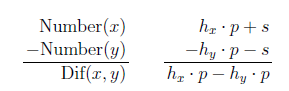 Number(x) h_x · p + s
−Number(y) −h_y · p − s
Dif(x, y) h_x · p − h_y · p